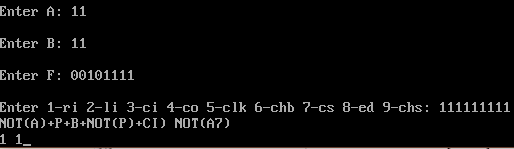 Enter A: 11
Enter B: 11
Enter F: 00101111
Enter 1-ri 2-li 3-ci 4-co 5-clk 6-chb 7-cs 8-ed 9-chs: 111111111
NOT(A)+P+B+NOT(P)+CI) NOT(A7)
1 1_